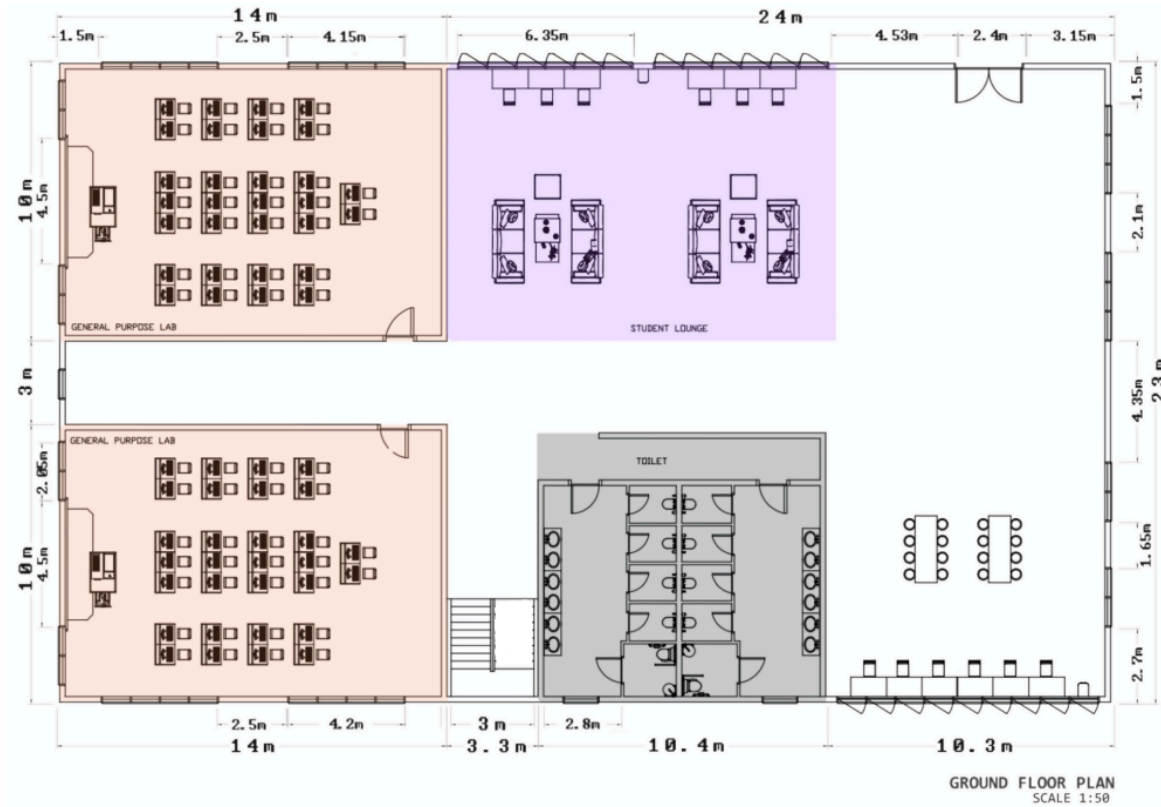 14m
24m
1.5m
2.5m
4.15m
6.35m
4.53m
2.4m
3.15m
10m
4.5m
1.5m
2.1m
GENERAL PURPOSE LAB
STUDENT LOUNGE
3m
4.35m
23m
GENERAL PURPOSE LAB
TOILET
2.05m
10m
4.5m
1.65m
2.7m
2.5m
4.2m
3m
2.8m
14m
3.3m
10.4m
10.3m
GROUND FLOOR PLAN
SCALE 1:50